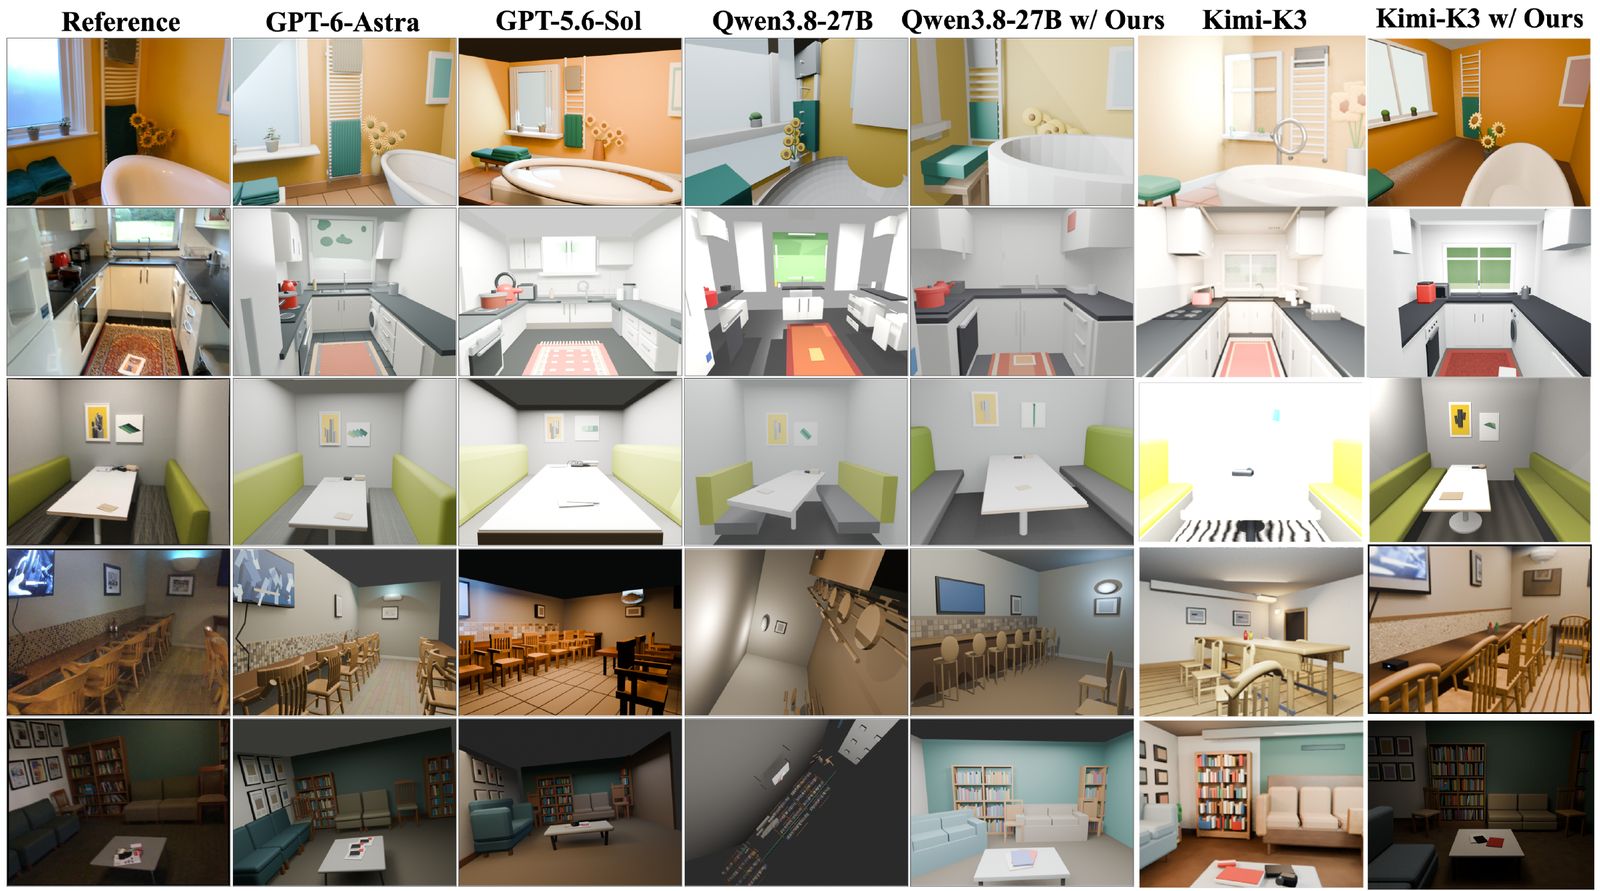 Reference
GPT-6-Astra
GPT-5.6-Sol
Qwen3.8-27B
Qwen3.8-27B w/ Ours
Kimi-K3
Kimi-K3 w/ Ours